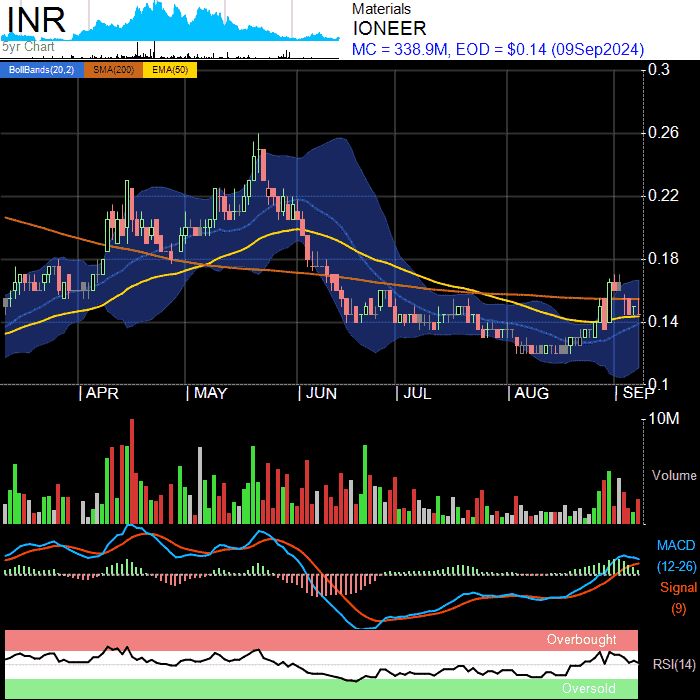 INR
5yr Chart
Materials
IONEER
MC = 338.9M, EOD = $0.14 (09Sep2024)
BollBands(20,2) SMA(200) EMA(50)
0.3
0.26
0.22
0.18
0.14
0.1
APR MAY JUN JUL AUG SEP
10M
Volume
MACD
(12-26)
Signal
(9)
Overbought
RSI(14)
Oversold